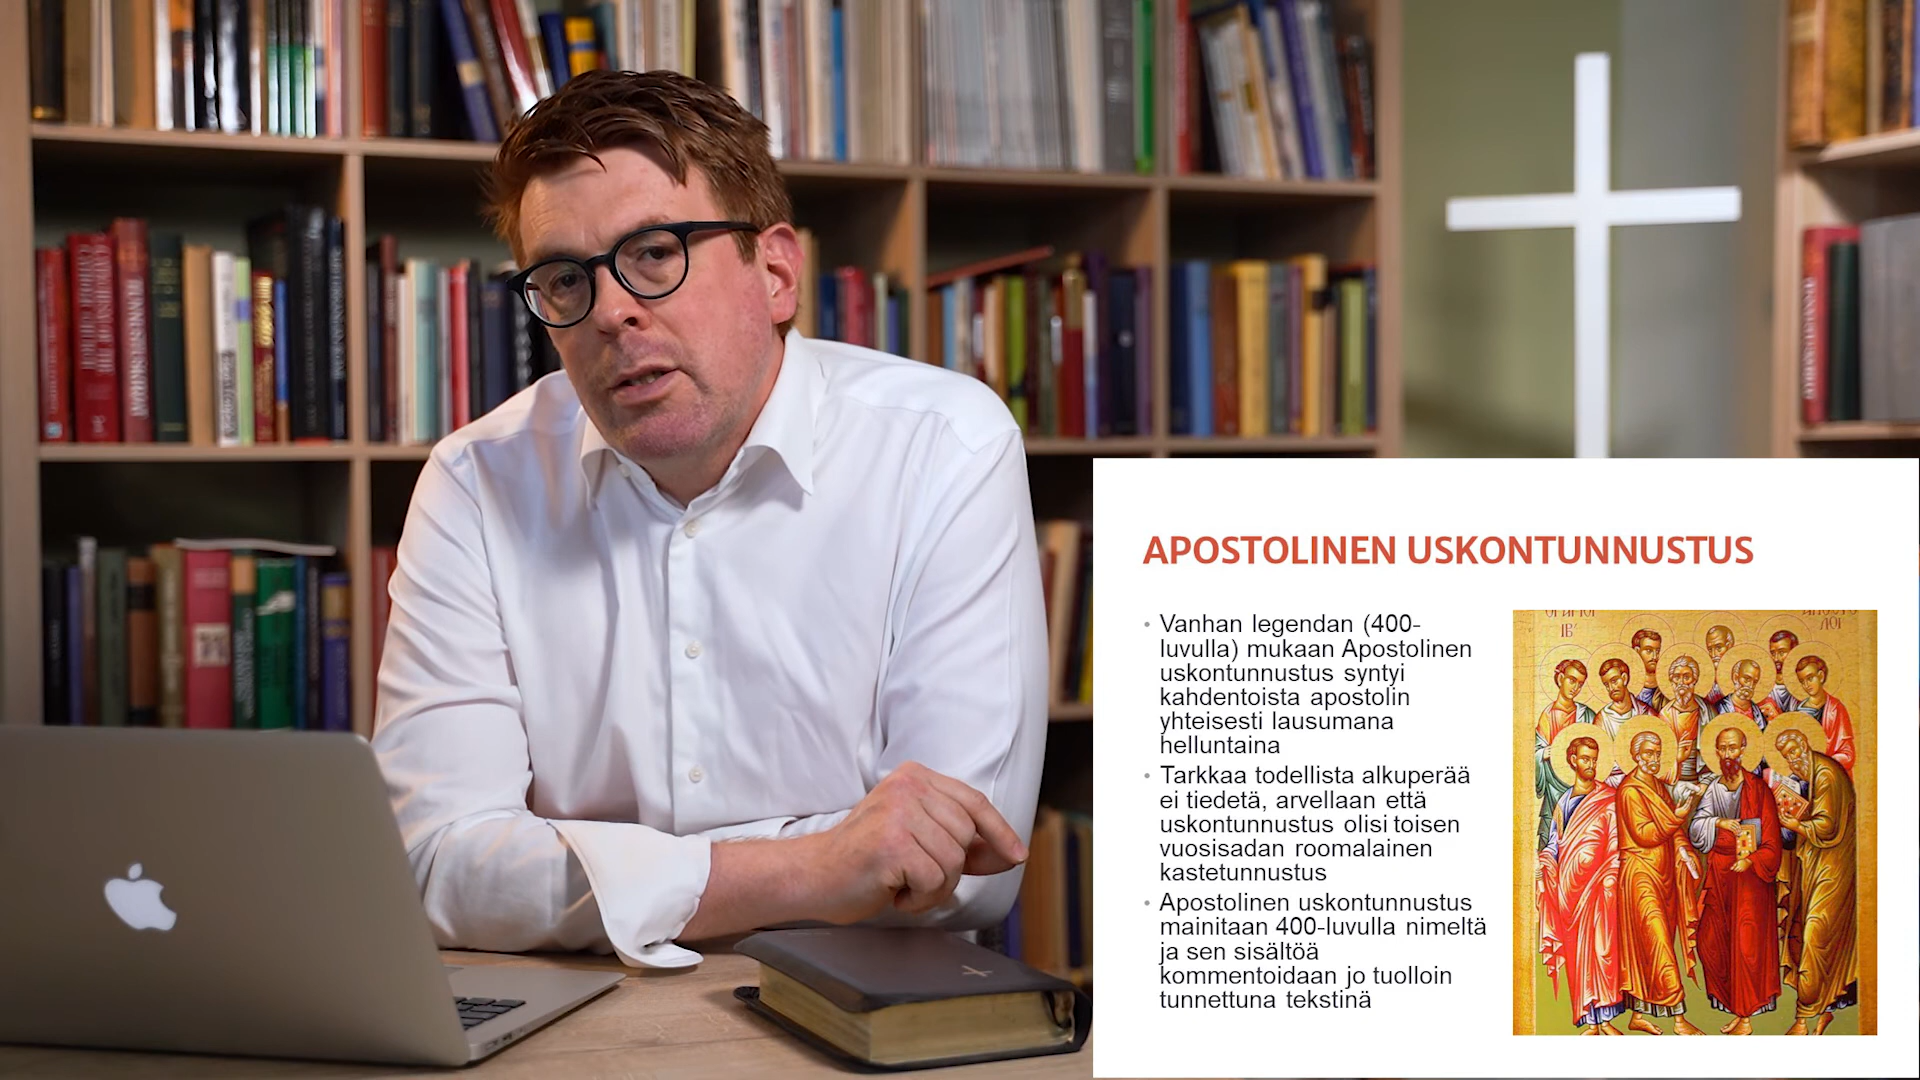 APOSTOLINEN USKONTUNNUSTUS
• Vanhan legendan (400-
luvulla) mukaan Apostolinen
uskontunnustus syntyi
kahdentoista apostolin
yhteisesti lausumana
helluntaina
• Tarkkaa todellista alkuperää
ei tiedetä, arvellaan että
uskontunnustus olisi toisen
vuosisadan roomalainen
kastetunnustus
• Apostolinen uskontunnustus
mainitaan 400-luvulla nimeltä
ja sen sisältöä
kommentoidaan jo tuolloin
tunnettuna tekstinä